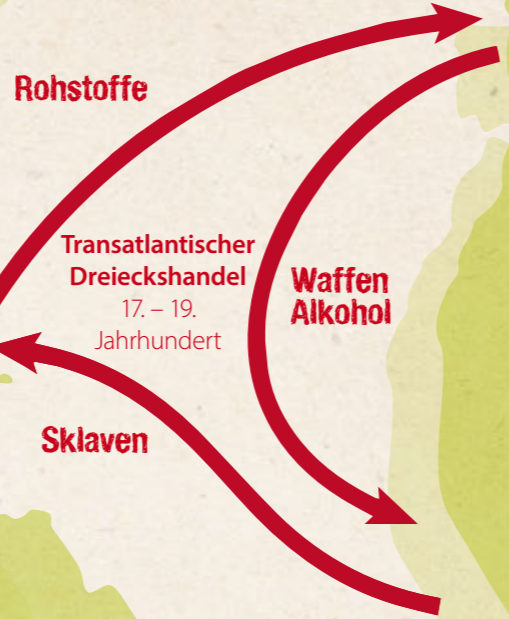 Rohstoffe
Transatlantischer
Dreieckshandel
17. – 19.
Jahrhundert
Waffen
Alkohol
Sklaven